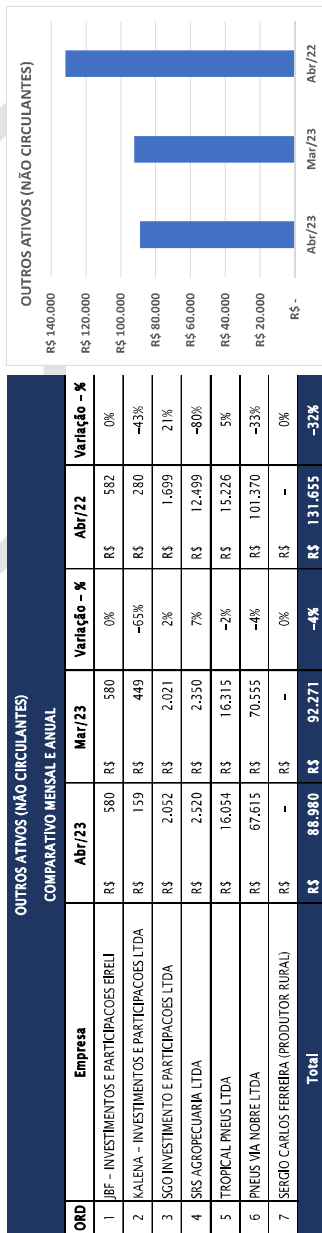 OUTROS ATIVOS (NÃO CIRCULANTES)
COMPARATIVO MENSAL E ANUAL
ORD Empresa Abr/23 Mar/23 Variação - % Abr/22 Variação - %
1 JBF - INVESTIMENTOS E PARTICIPACOES EIRELI R$ 580 R$ 580 0% R$ 582 0%
2 KALENA - INVESTIMENTOS E PARTICIPACOES LTDA R$ 159 R$ 449 -65% R$ 280 -43%
3 SGO INVESTIMENTO E PARTICIPACOES LTDA R$ 2.052 R$ 2.021 2% R$ 1.699 21%
4 SRS AGROPECUARIA LTDA R$ 2.520 R$ 2.350 7% R$ 12.499 -80%
5 TROPICAL PNEUS LTDA R$ 16.054 R$ 16.315 -2% R$ 15.226 5%
6 PNEUS VIA NOBRE LTDA R$ 67.615 R$ 70.555 -4% R$ 101.370 -33%
7 SERGIO CARLOS FERREIRA (PRODUTOR RURAL) R$ - R$ - 0% R$ - 0%
Total R$ 88.980 R$ 92.271 -4% R$ 131.655 -32%
OUTROS ATIVOS (NÃO CIRCULANTES)
R$ 140.000
R$ 120.000
R$ 100.000
R$ 80.000
R$ 60.000
R$ 40.000
R$ 20.000
R$ -
Abr/23 Mar/23 Abr/22